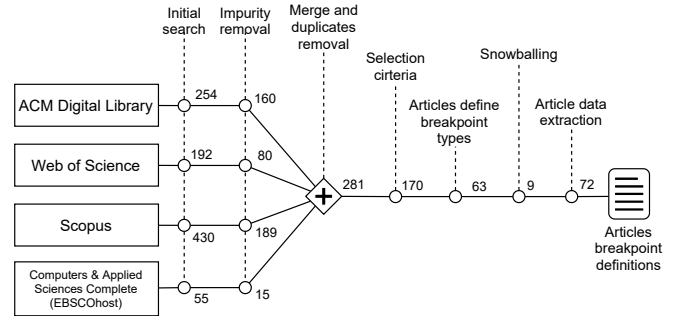 Initial
search
Impurity
removal
Merge and
duplicates
removal
Selection
cirteria
Snowballing
Articles define
breakpoint
types
Article data
extraction
ACM Digital Library
254
160
Web of Science
192
80
281
170
63
9
72
Scopus
430
189
Computers & Applied
Sciences Complete
(EBSCOhost)
55
15
Articles
breakpoint
definitions